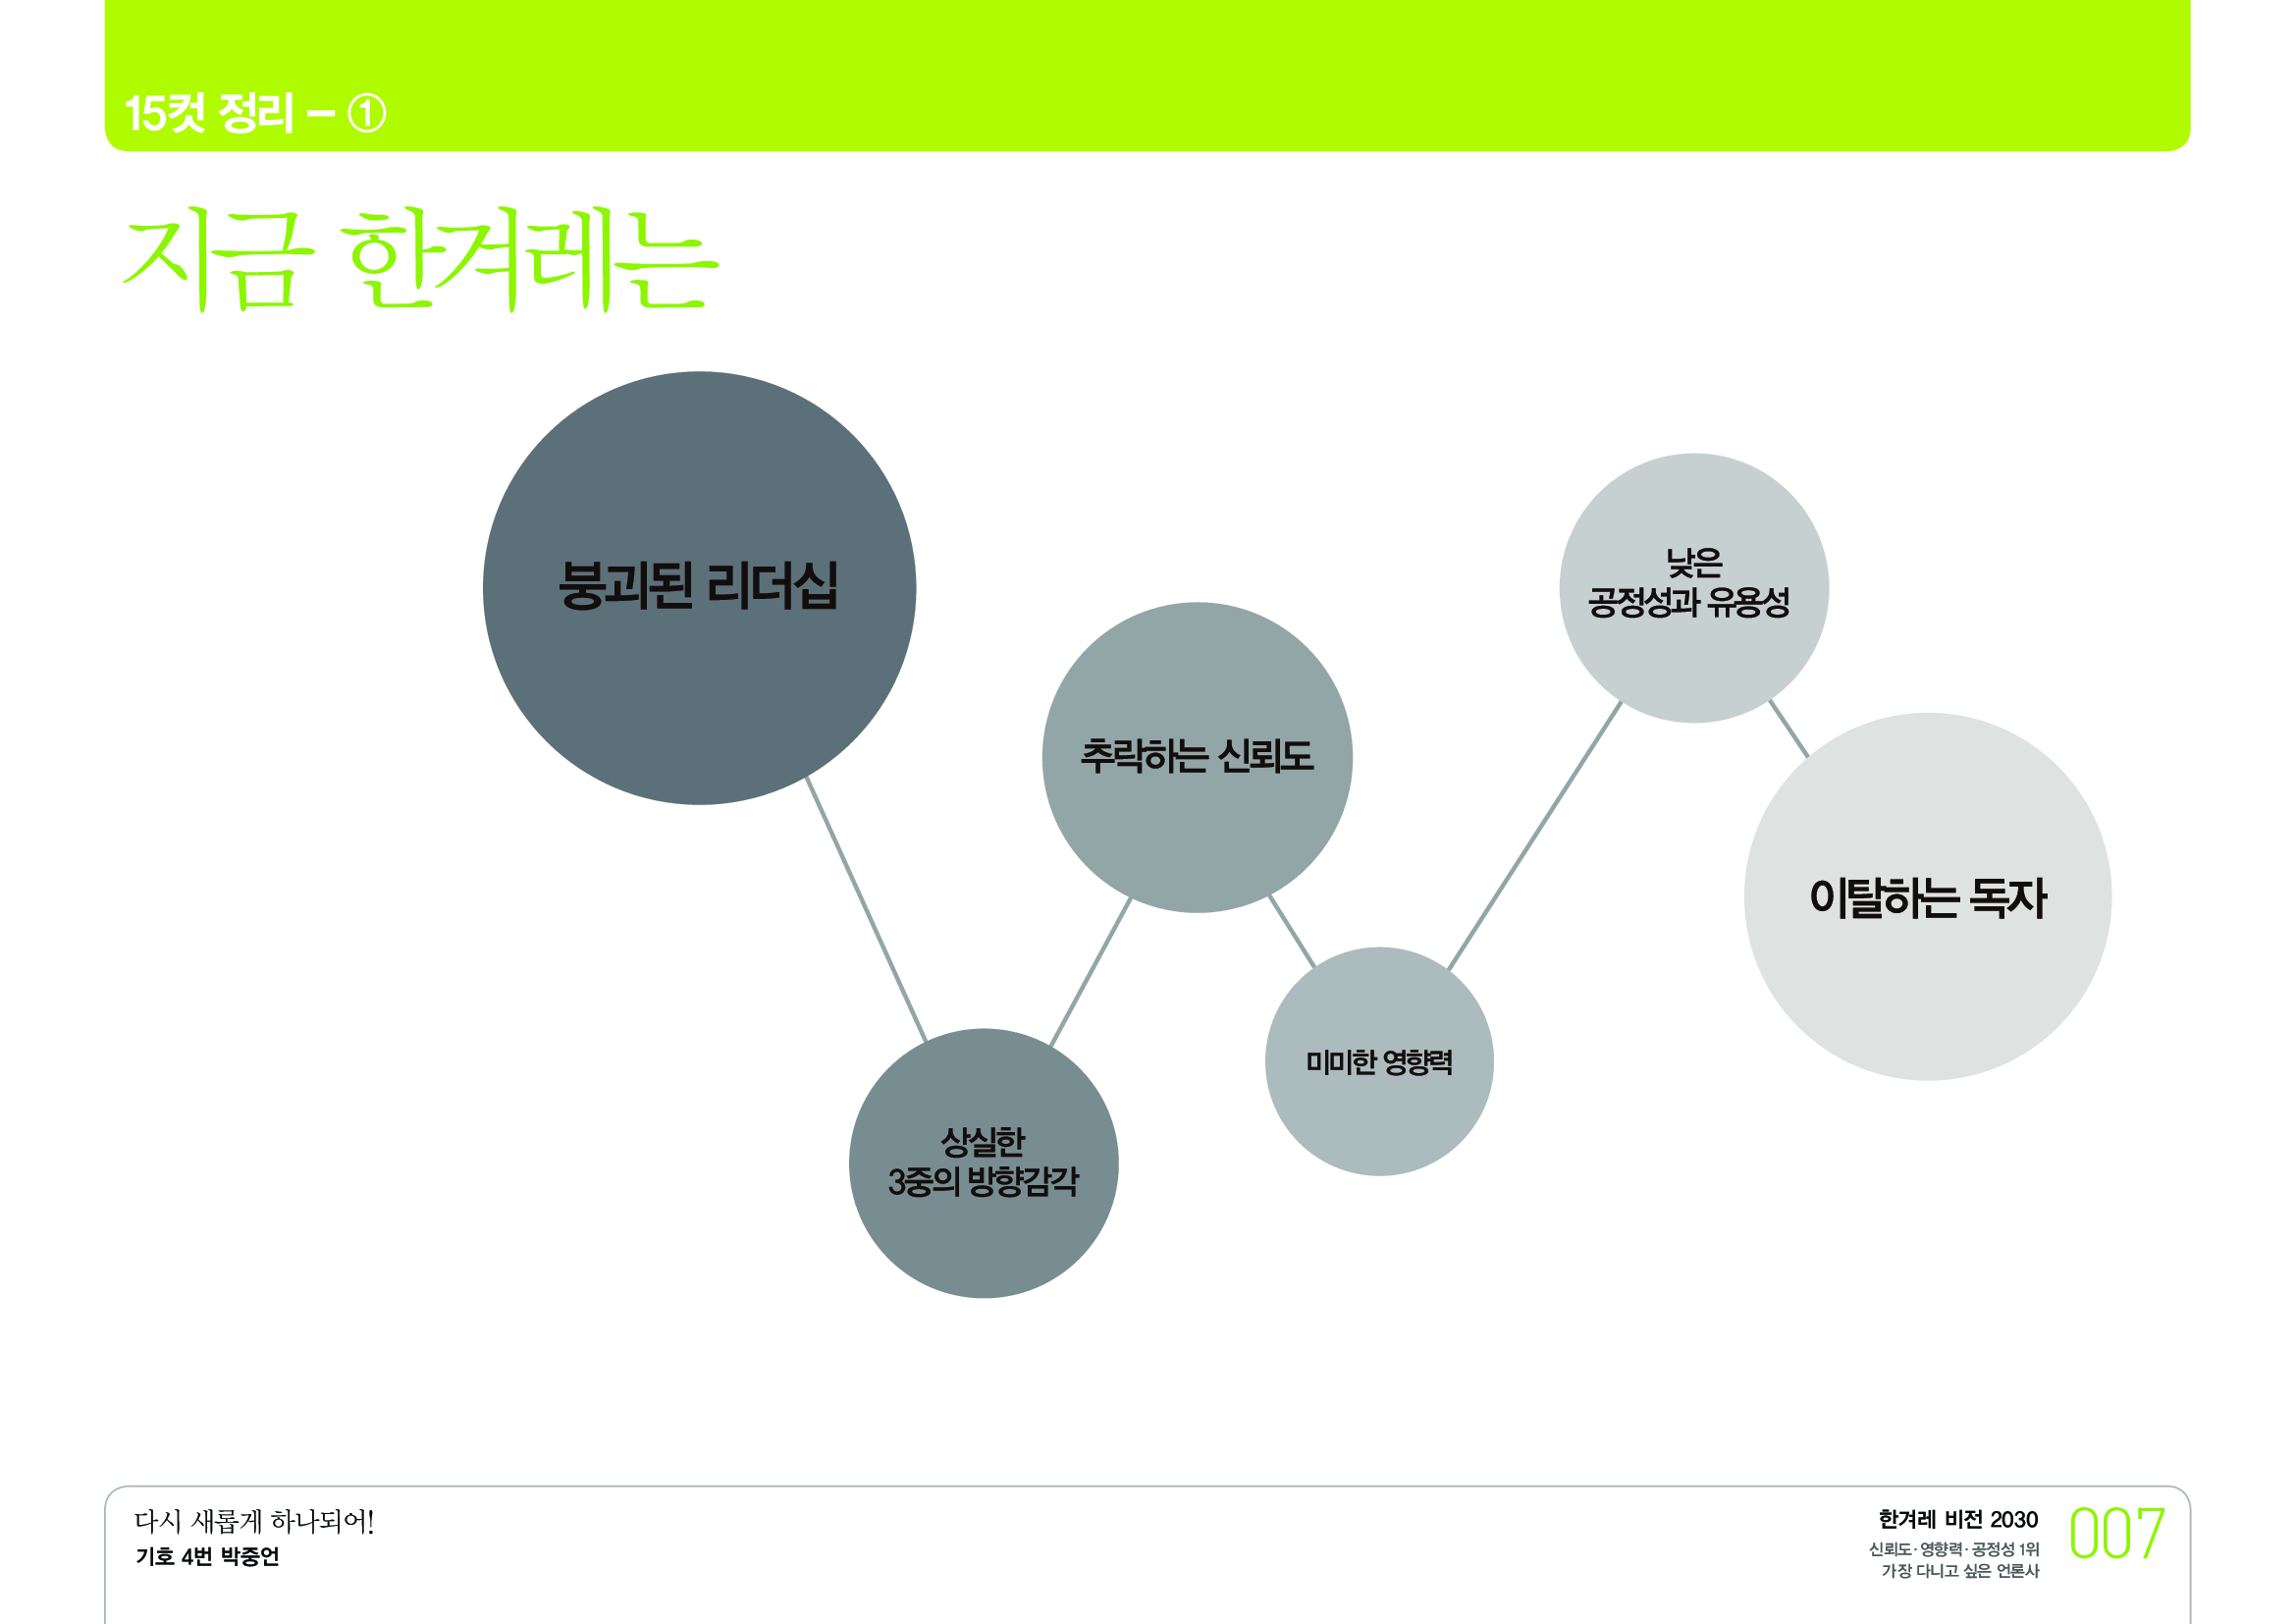 15컷 정리 – ①
지금 한겨레는
붕괴된 리더십
상실한
3중의 방향감각
추락하는 신뢰도
미미한 영향력
낮은
공정성과 유용성
이탈하는 독자
다시 새롭게 하나되어!
기호 4번 박중언
한겨레 비전 2030
신뢰도·영향력·공정성 1위
가장 다니고 싶은 언론사
007